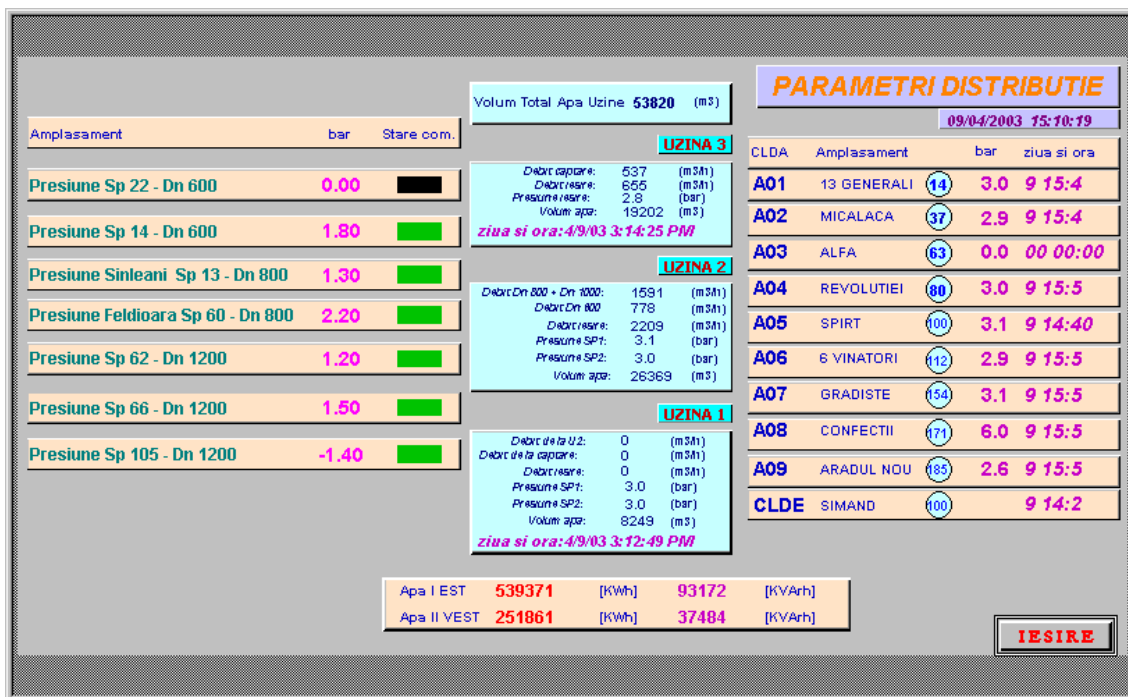 PARAMETRI DISTRIBUTIE
09/04/2003 15:10:19
Amplasament bar Stare com.
Presiune Sp 22 - Dn 600 0.00
Presiune Sp 14 - Dn 600 1.80
Presiune Sinleani Sp 13 - Dn 800 1.30
Presiune Feldioara Sp 60 - Dn 800 2.20
Presiune Sp 62 - Dn 1200 1.20
Presiune Sp 66 - Dn 1200 1.50
Presiune Sp 105 - Dn 1200 -1.40
Volum Total Apa Uzine 53820 (m3)
UZINA 3
Debit captare: 537 (m3/h)
Debit iesire: 655 (m3/h)
Presiune iesire: 2.8 (bar)
Volum apa: 19202 (m3)
ziua si ora: 4/9/03 3:14:25 PM
UZINA 2
Debit Dn 800 + Dn 1000: 1591 (m3/h)
Debit Dn 600 778 (m3/h)
Debit iesire: 2209 (m3/h)
Presiune SP1: 3.1 (bar)
Presiune SP2: 3.0 (bar)
Volum apa: 26369 (m3)
UZINA 1
Debit de la U2: 0 (m3/h)
Debit de la captare: 0 (m3/h)
Debit iesire: 0 (m3/h)
Presiune SP1: 3.0 (bar)
Presiune SP2: 3.0 (bar)
Volum apa: 8249 (m3)
ziua si ora: 4/9/03 3:12:49 PM
CLDA Amplasament bar ziua si ora
A01 13 GENERALI 14 3.0 9 15:4
A02 MICALACA 37 2.9 9 15:4
A03 ALFA 63 0.0 00 00:00
A04 REVOLUTIEI 80 3.0 9 15:5
A05 SPIRT 100 3.1 9 14:40
A06 6 VINATORI 112 2.9 9 15:5
A07 GRADISTE 154 3.1 9 15:5
A08 CONFECTII 171 6.0 9 15:5
A09 ARADUL NOU 185 2.6 9 15:5
CLDE SIMAND 100 9 14:2
Apa I EST 539371 [KWh] 93172 [KVArh]
Apa II VEST 251861 [KWh] 37484 [KVArh]
IESIRE